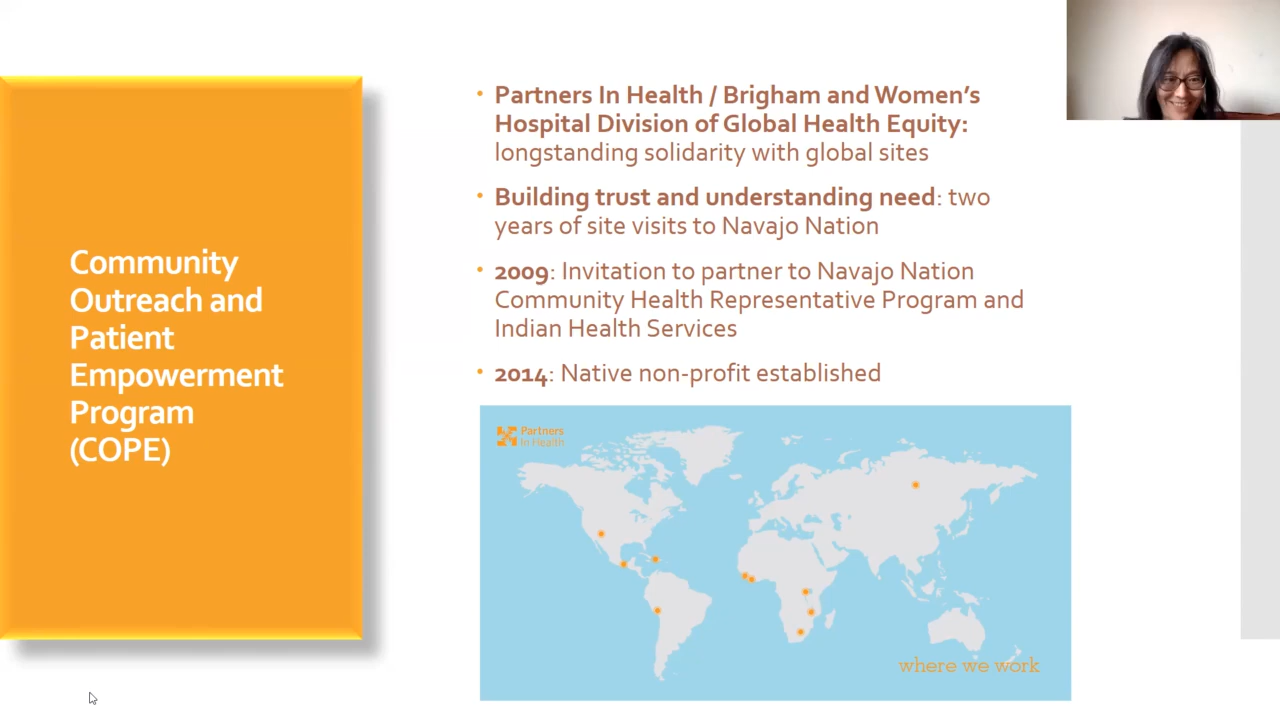 Community
Outreach and
Patient
Empowerment
Program
(COPE)
• Partners In Health / Brigham and Women's
Hospital Division of Global Health Equity:
longstanding solidarity with global sites
• Building trust and understanding need: two
years of site visits to Navajo Nation
• 2009: Invitation to partner to Navajo Nation
Community Health Representative Program and
Indian Health Services
• 2014: Native non-profit established
Partners
In Health
where we work